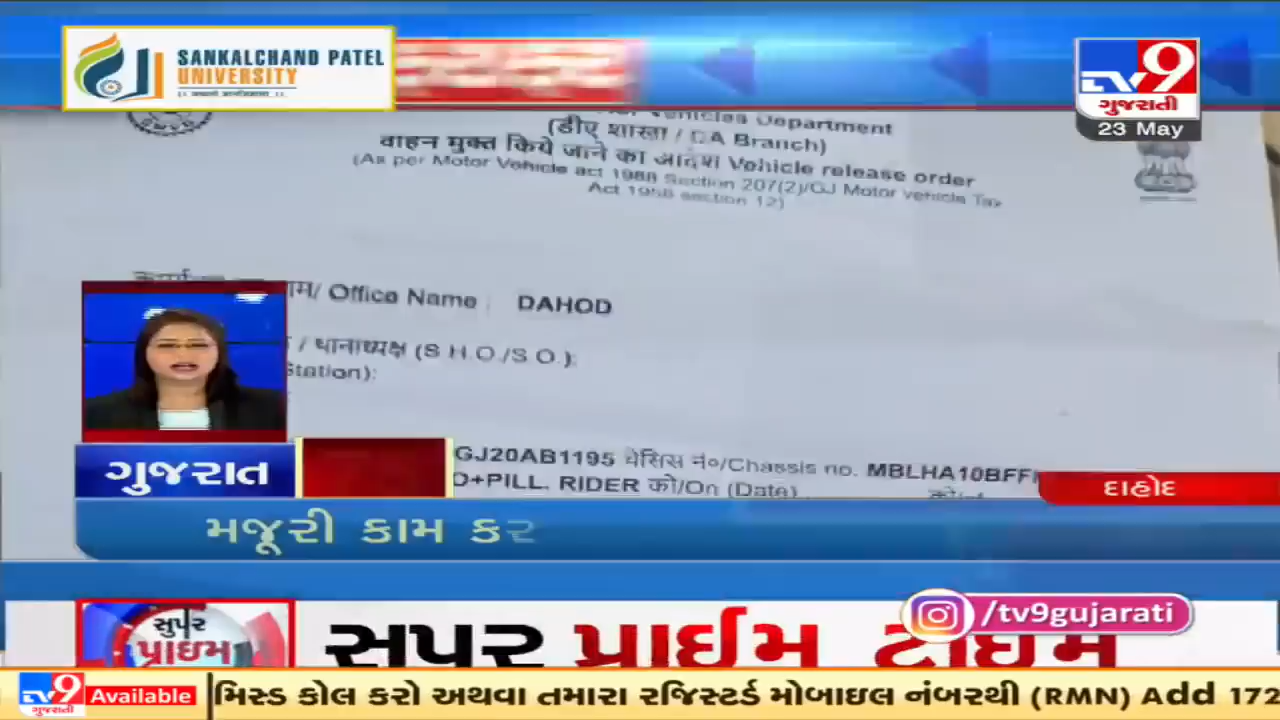 SANKALCHAND PATEL
UNIVERSITY
TV9
ગુજરાતી
23 May
Vehicles Department
(डीए शाखा / DA Branch)
वाहन मुक्त किये जाने का आदेश Vehicle release order
(As per Motor Vehicle act 1988 Section 207(2)/GJ Motor vehicle Tax
Act 1958 section 12)
Office Name : DAHOD
/ थानाध्यक्ष (S.H.O./S.O.):
Station):
GJ20AB1195 चेसिस नं०/Chassis no. MBLHA10BFF
O+PILL. RIDER को/On (Date)
દાહોદ
ગુજરાત
મજૂરી કામ કર
સુપર
પ્રાઇમ
સુપર પ્રાઈમ ટાઈમ
/tv9gujarati
TV9
ગુજરાતી
Available
મિસ્ડ કોલ કરો અથવા તમારા રજિસ્ટર્ડ મોબાઇલ નંબરથી (RMN) Add 172